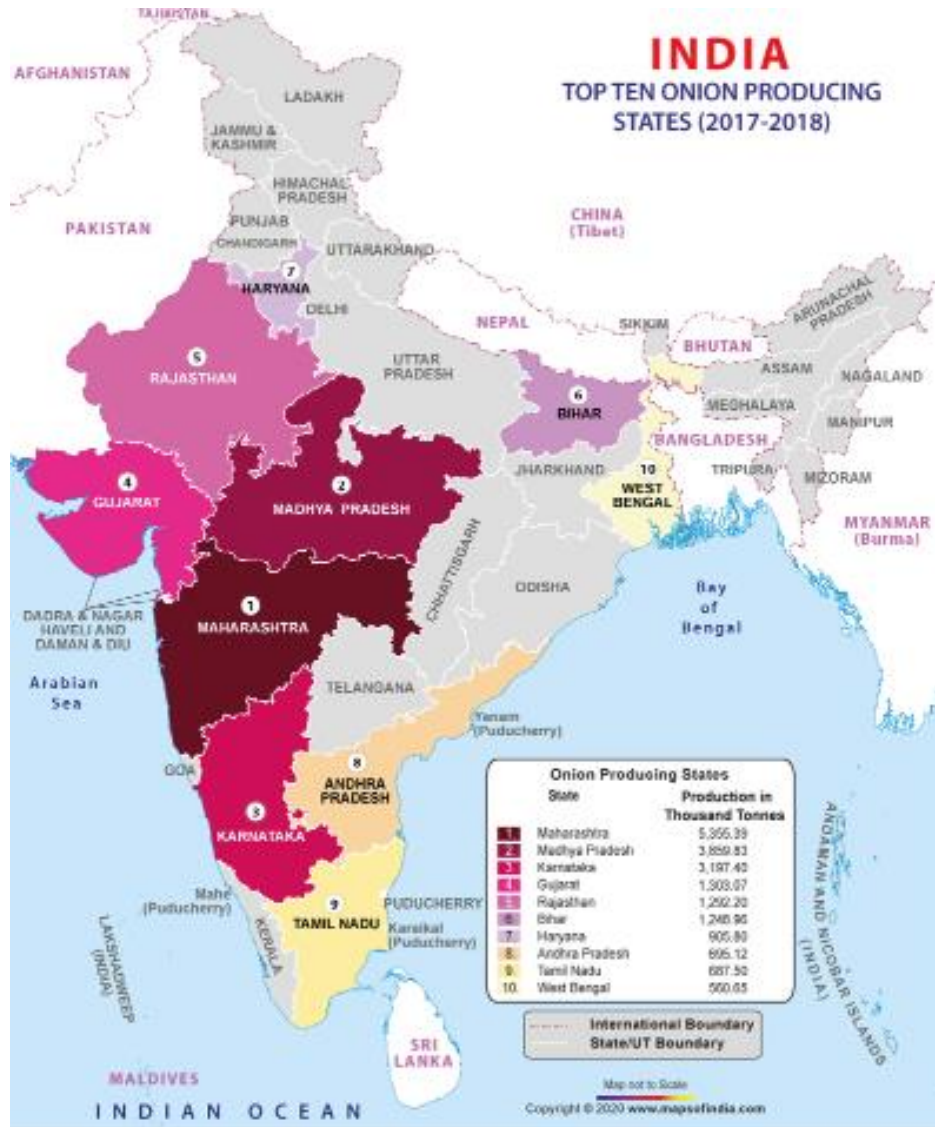 TAJIKISTAN
INDIA
TOP TEN ONION PRODUCING
STATES (2017-2018)
AFGHANISTAN
LADAKH
JAMMU &
KASHMIR
HIMACHAL
PRADESH
PAKISTAN
PUNJAB
CHANDIGARH
UTTARAKHAND
CHINA
(Tibet)
7
HARYANA
DELHI
NEPAL
SIKKIM
BHUTAN
ARUNACHAL
PRADESH
5
RAJASTHAN
UTTAR
PRADESH
ASSAM
NAGALAND
6
BIHAR
MEGHALAYA
MANIPUR
BANGLADESH
4
GUJARAT
2
MADHYA PRADESH
JHARKHAND
10
WEST
BENGAL
TRIPURA
MIZORAM
MYANMAR
(Burma)
CHHATTISGARH
ODISHA
Bay
of
Bengal
DADRA & NAGAR
HAVELI AND
DAMAN & DIU
1
MAHARASHTRA
Arabian
Sea
TELANGANA
Yanam
(Puducherry)
GOA
8
ANDHRA
PRADESH
3
KARNATAKA
Onion Producing States
State Production in
Thousand Tonnes
1. Maharashtra 5,355.39
2. Madhya Pradesh 3,859.83
3. Karnataka 3,197.40
4. Gujarat 1,303.07
5. Rajasthan 1,292.20
6. Bihar 1,248.96
7. Haryana 905.80
8. Andhra Pradesh 695.12
9. Tamil Nadu 687.50
10. West Bengal 560.65
Mahe
(Puducherry)
PUDUCHERRY
9
TAMIL NADU
Karaikal
(Puducherry)
KERALA
LAKSHADWEEP
(INDIA)
ANDAMAN AND NICOBAR ISLANDS
(INDIA)
International Boundary
State/UT Boundary
SRI
LANKA
MALDIVES
INDIAN OCEAN
Map not to Scale
Copyright © 2020 www.mapsofindia.com